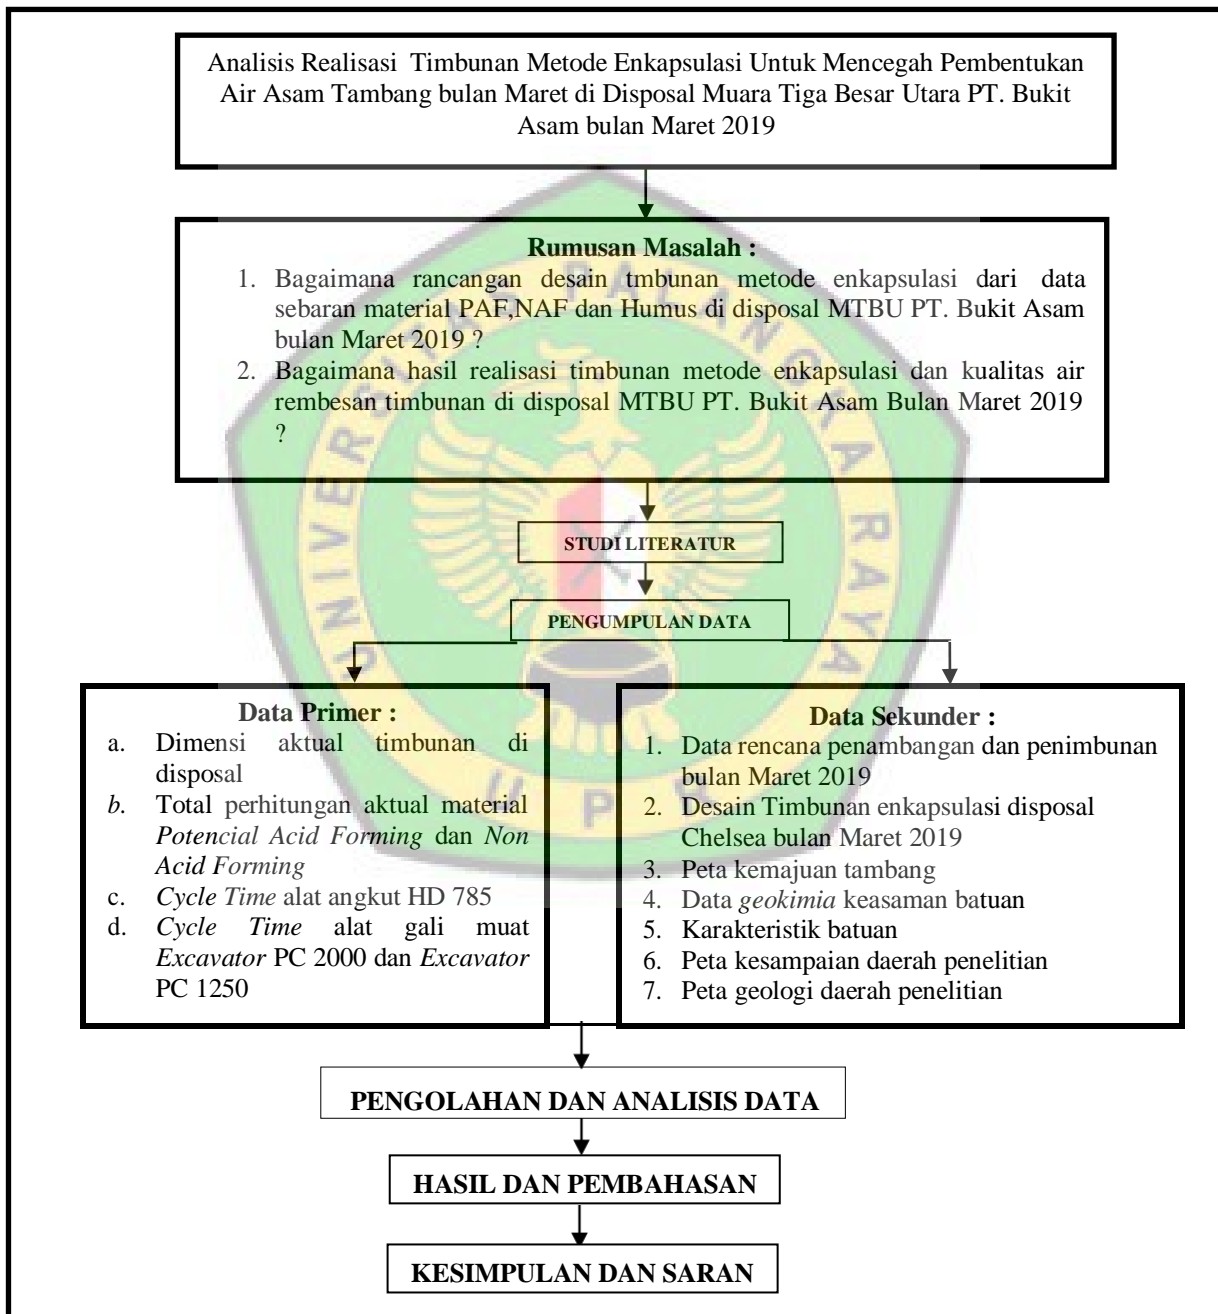 Analisis Realisasi Timbunan Metode Enkapsulasi Untuk Mencegah Pembentukan
Air Asam Tambang bulan Maret di Disposal Muara Tiga Besar Utara PT. Bukit
Asam bulan Maret 2019
Rumusan Masalah :
1. Bagaimana rancangan desain tmbunan metode enkapsulasi dari data
sebaran material PAF,NAF dan Humus di disposal MTBU PT. Bukit Asam
bulan Maret 2019 ?
2. Bagaimana hasil realisasi timbunan metode enkapsulasi dan kualitas air
rembesan timbunan di disposal MTBU PT. Bukit Asam Bulan Maret 2019
?
STUDI LITERATUR
PENGUMPULAN DATA
Data Primer :
a. Dimensi aktual timbunan di
disposal
b. Total perhitungan aktual material
Potencial Acid Forming dan Non
Acid Forming
c. Cycle Time alat angkut HD 785
d. Cycle Time alat gali muat
Excavator PC 2000 dan Excavator
PC 1250
Data Sekunder :
1. Data rencana penambangan dan penimbunan
bulan Maret 2019
2. Desain Timbunan enkapsulasi disposal
Chelsea bulan Maret 2019
3. Peta kemajuan tambang
4. Data geokimia keasaman batuan
5. Karakteristik batuan
6. Peta kesampaian daerah penelitian
7. Peta geologi daerah penelitian
PENGOLAHAN DAN ANALISIS DATA
HASIL DAN PEMBAHASAN
KESIMPULAN DAN SARAN
UNIVERSITAS PALANGKA RAYA
U P R